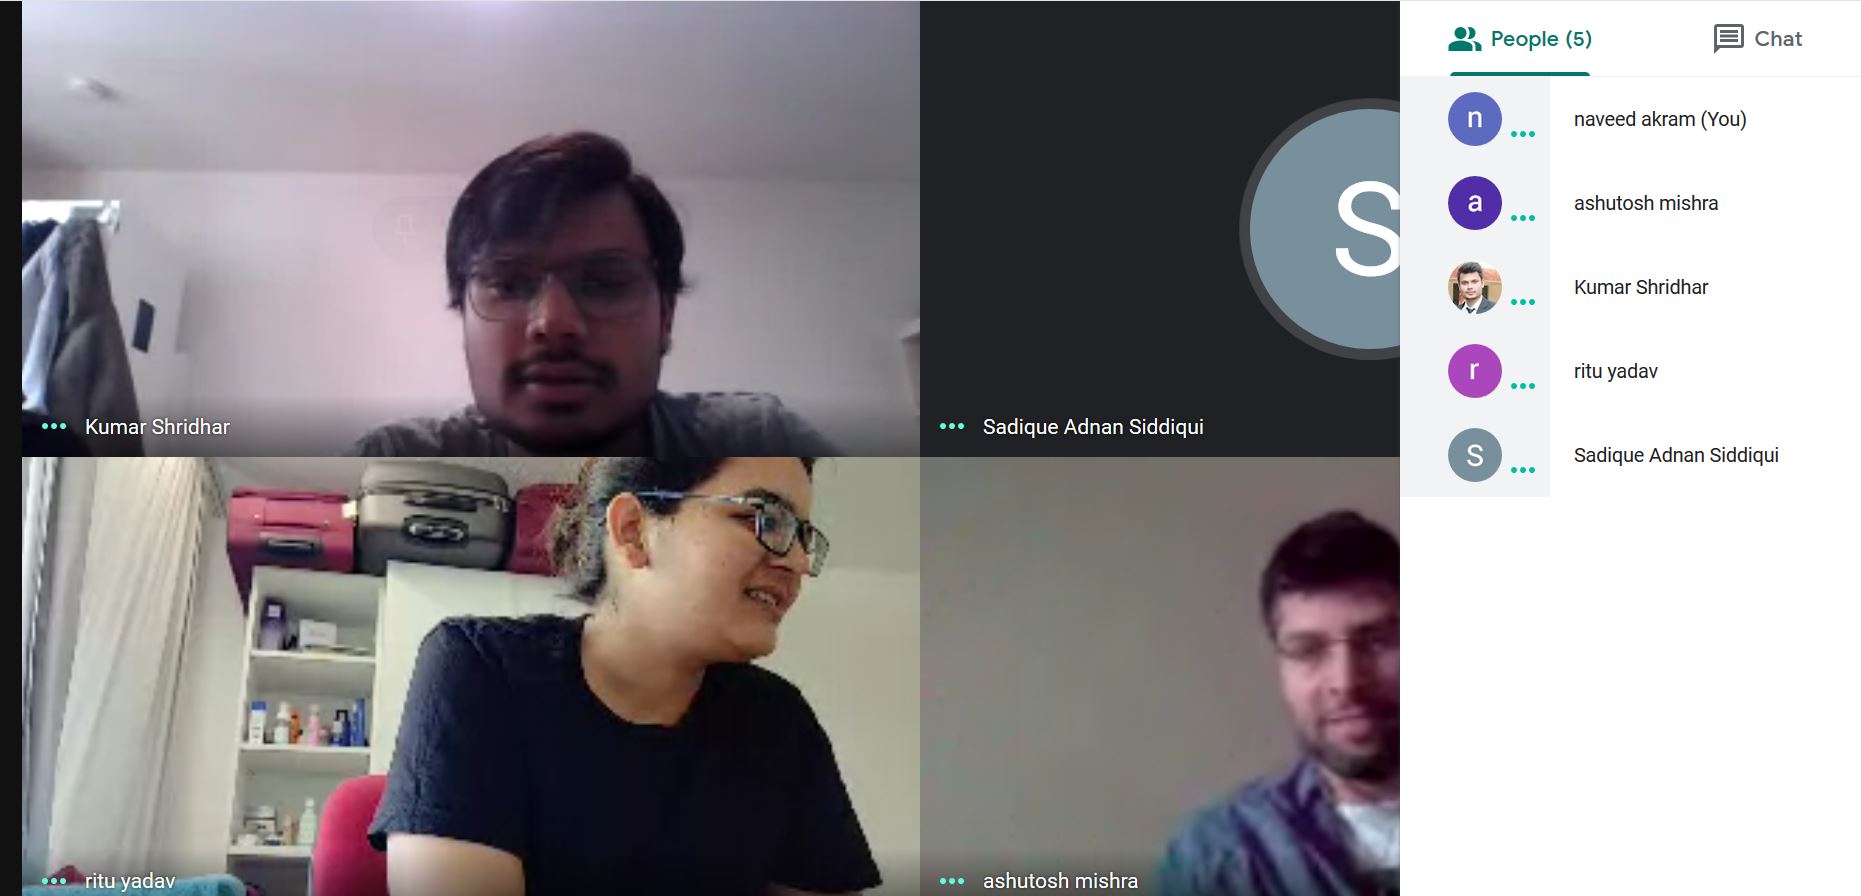 People (5)
Chat
n
naveed akram (You)
a
ashutosh mishra
Kumar Shridhar
r
ritu yadav
S
Sadique Adnan Siddiqui
Kumar Shridhar
S
Sadique Adnan Siddiqui
ritu yadav
ashutosh mishra